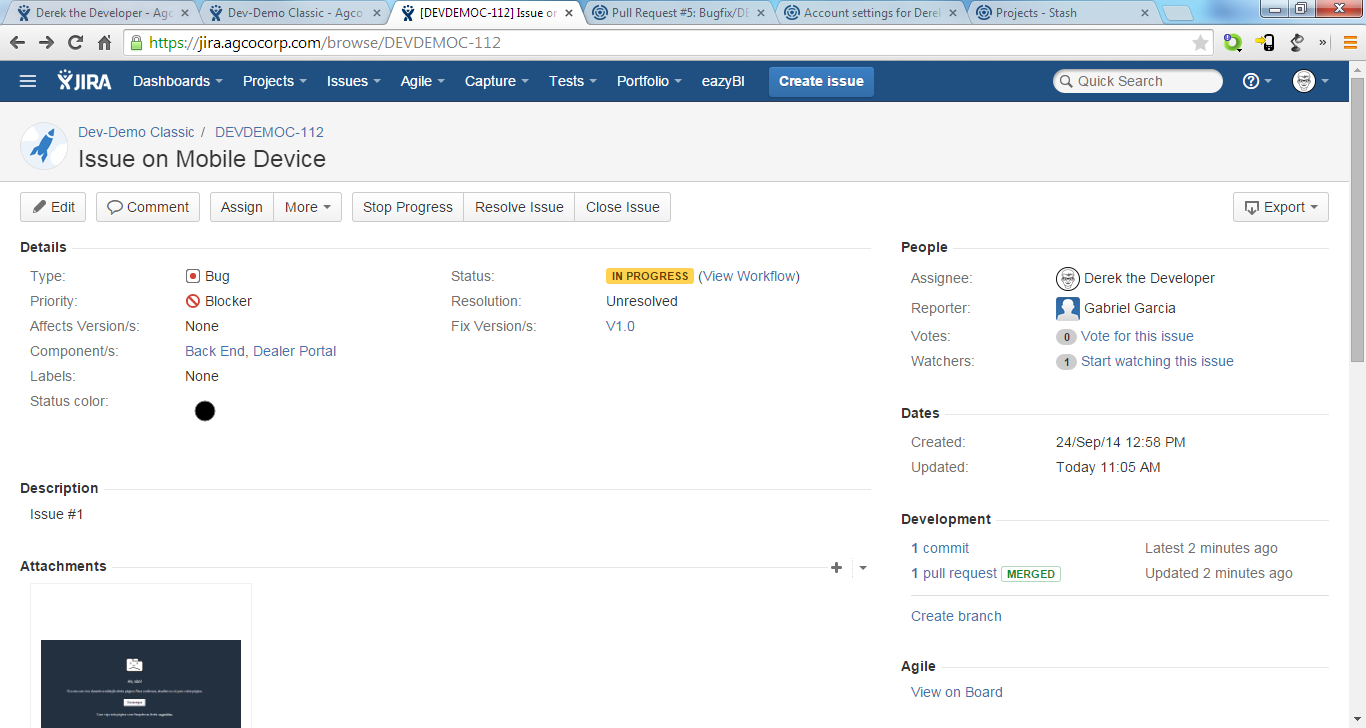 Derek the Developer - Agc
Dev-Demo Classic - Agco
[DEVDEMOC-112] Issue or
Pull Request #5: Bugfix/DE
Account settings for Derel
Projects - Stash
https://jira.agcocorp.com/browse/DEVDEMOC-112
JIRA Dashboards Projects Issues Agile Capture Tests Portfolio eazyBI Create issue Quick Search
Dev-Demo Classic / DEVDEMOC-112
Issue on Mobile Device
Edit Comment Assign More Stop Progress Resolve Issue Close Issue Export
Details
Type: Bug
Priority: Blocker
Affects Version/s: None
Component/s: Back End, Dealer Portal
Labels: None
Status color:
Status: IN PROGRESS (View Workflow)
Resolution: Unresolved
Fix Version/s: V1.0
Description
Issue #1
Attachments
People
Assignee: Derek the Developer
Reporter: Gabriel Garcia
Votes: 0 Vote for this issue
Watchers: 1 Start watching this issue
Dates
Created: 24/Sep/14 12:58 PM
Updated: Today 11:05 AM
Development
1 commit Latest 2 minutes ago
1 pull request MERGED Updated 2 minutes ago
Create branch
Agile
View on Board